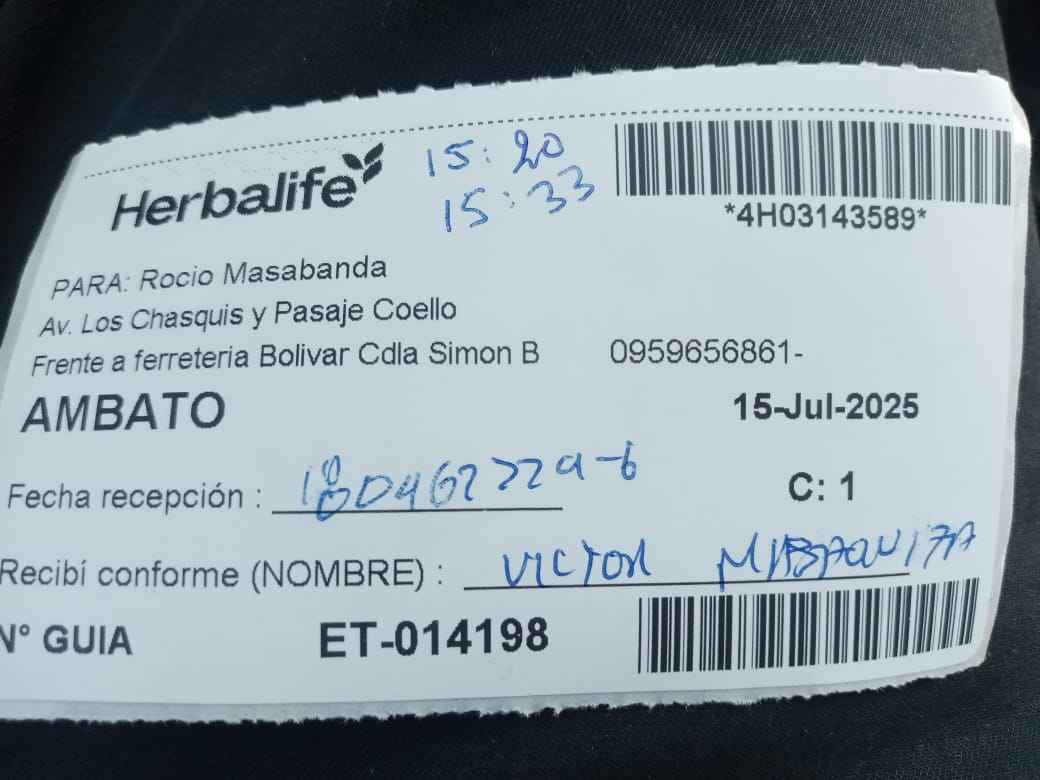 Herbalife
15:20
15:33
*4H03143589*
PARA: Rocio Masabanda
Av. Los Chasquis y Pasaje Coello
Frente a ferreteria Bolivar Cdla Simon B 0959656861-
AMBATO 15-Jul-2025
Fecha recepción :
C: 1
Recibí conforme (NOMBRE) : VICTOR
N° GUIA ET-014198